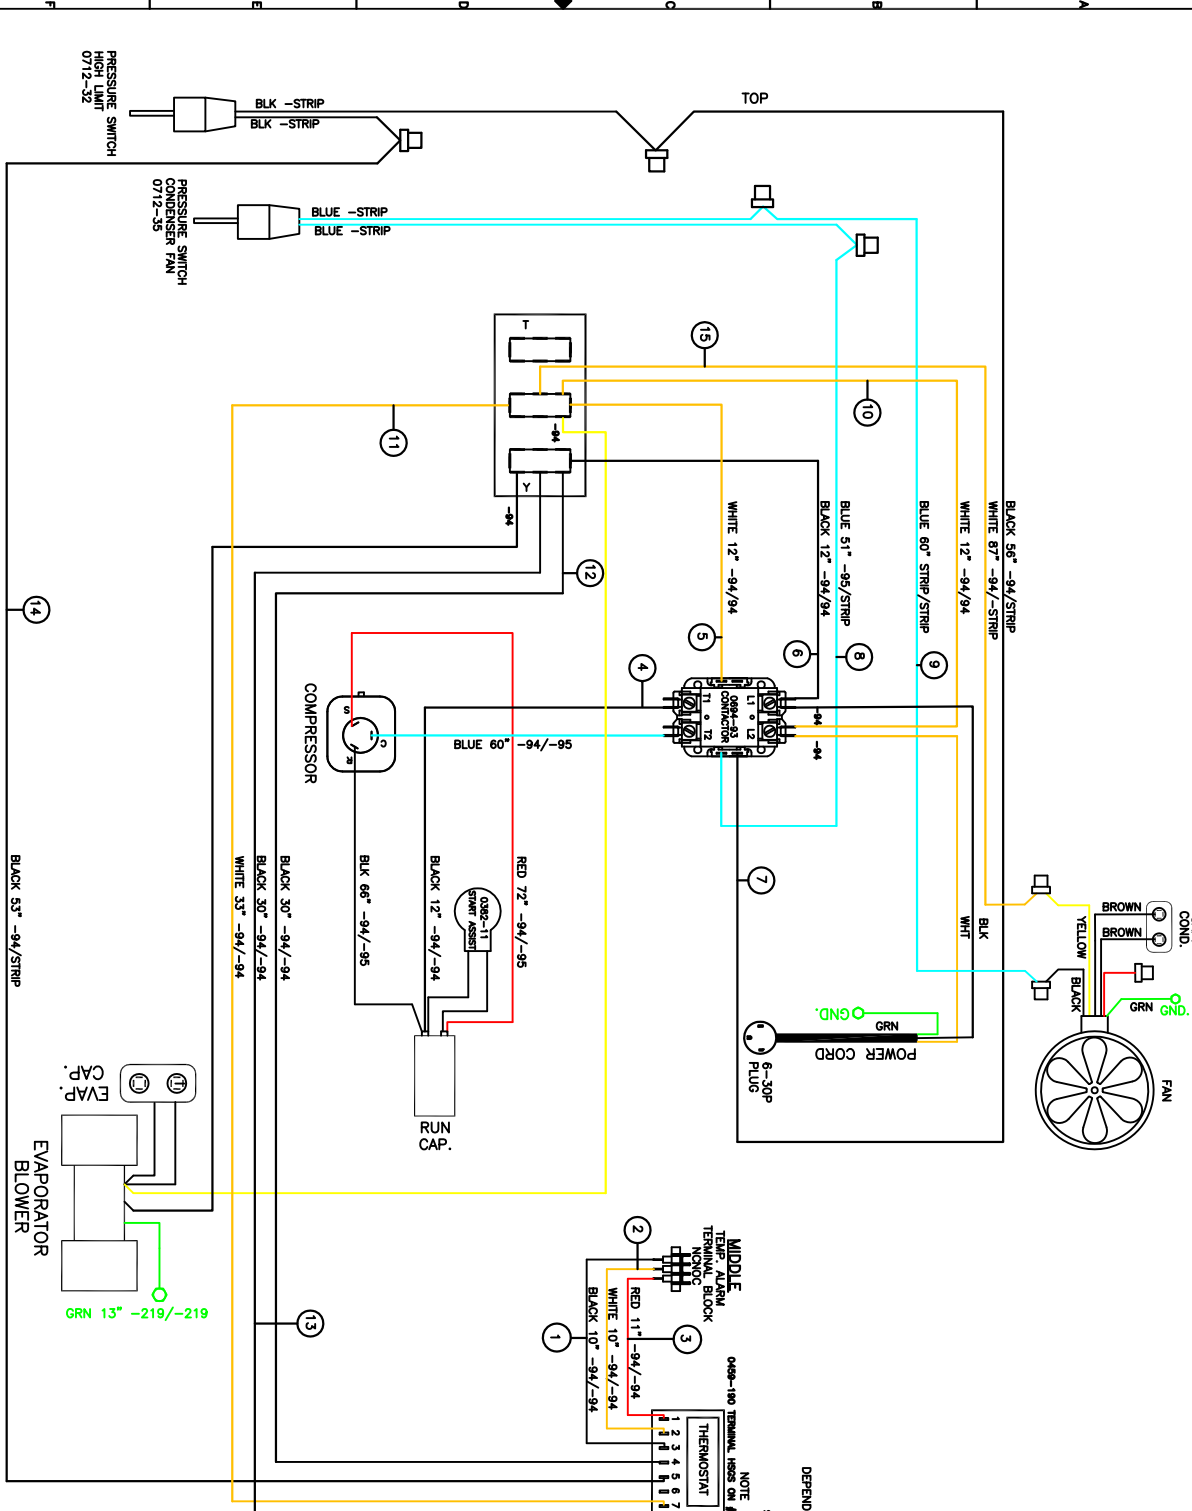 F
E
D
C
B
A
PRESSURE SWITCH
HIGH LIMIT
0712-32
BLK -STRIP
BLK -STRIP
TOP
PRESSURE SWITCH
CONDENSER FAN
0712-35
BLUE -STRIP
BLUE -STRIP
T
-94
Y
-94
15
10
11
12
14
BLACK 56" -94/STRIP
WHITE 87" -94/-STRIP
WHITE 12" -94/94
BLUE 60" STRIP/STRIP
BLUE 51" -95/STRIP
BLACK 12" -94/94
WHITE 12" -94/94
5
6
8
9
4
7
L1
L2
0694-93
CONTACTOR
T1
T2
-94
-94
COMPRESSOR
S
C
R
BLUE 60" -94/-95
RED 72" -94/-95
0382-11
START ASSIST
BLACK 12" -94/-94
BLK 66" -94/-95
BLACK 30" -94/-94
BLACK 30" -94/-94
WHITE 33" -94/-94
BLACK 53" -94/STRIP
RUN
CAP.
BLK
WHT
BROWN
BROWN
COND.
YELLOW
BLACK
GRN
GND.
FAN
GND.
GRN
POWER CORD
6-30P
PLUG
EVAP.
CAP.
EVAPORATOR
BLOWER
GRN 13" -219/-219
13
MIDDLE
TEMP. ALARM
TERMINAL BLOCK
NCNOC
2
3
1
RED 11" -94/-94
WHITE 10" -94/-94
BLACK 10" -94/-94
THERMOSTAT
1
2
3
4
5
6
7
0459-190 TERMINAL HSGS ON
NOTE
DEPEND